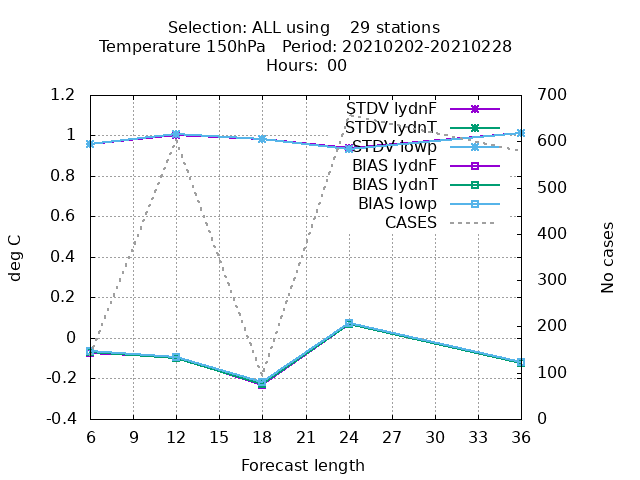 Selection: ALL using    29 stations
Temperature 150hPa   Period: 20210202-20210228
Hours:  00
1.2
1
0.8
0.6
0.4
0.2
0
-0.2
-0.4
deg C
700
600
500
400
300
200
100
0
No cases
STDV lydnF
STDV lydnT
STDV lowp
BIAS lydnF
BIAS lydnT
BIAS lowp
CASES
6 9 12 15 18 21 24 27 30 33 36
Forecast length